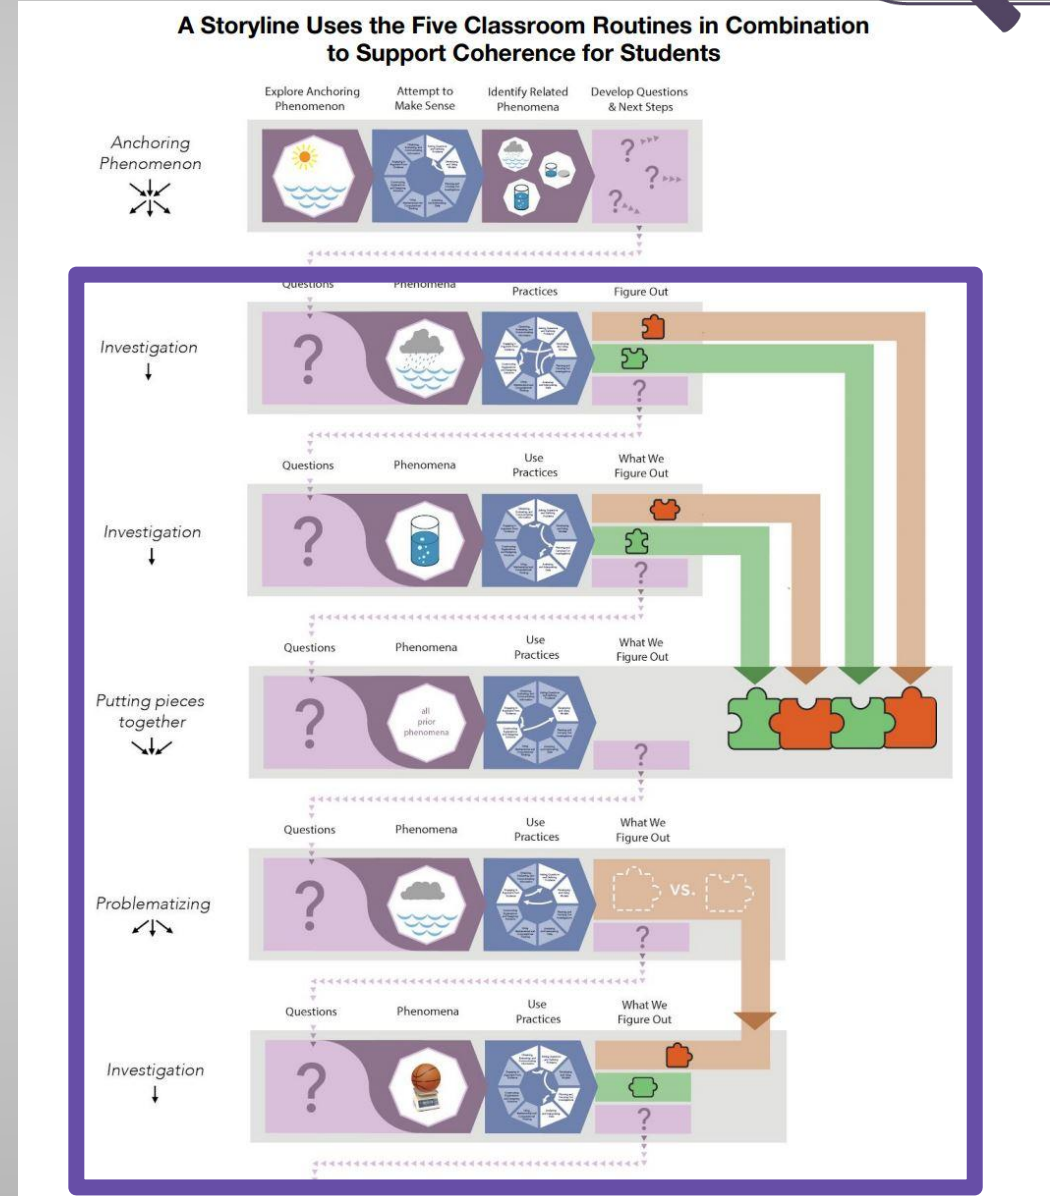 A Storyline Uses the Five Classroom Routines in Combination
to Support Coherence for Students
Explore Anchoring
Phenomenon
Attempt to
Make Sense
Identify Related
Phenomena
Develop Questions
& Next Steps
Anchoring
Phenomenon
?
?
?
Questions
Phenomena
Practices
Figure Out
Investigation
?
?
Questions
Phenomena
Use
Practices
What We
Figure Out
Investigation
?
?
Questions
Phenomena
Use
Practices
What We
Figure Out
Putting pieces
together
?
all
prior
phenomena
?
Questions
Phenomena
Use
Practices
What We
Figure Out
Problematizing
?
vs.
?
Questions
Phenomena
Use
Practices
What We
Figure Out
Investigation
?
?